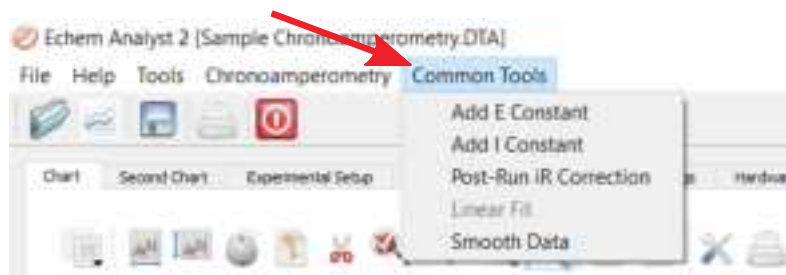 Echem Analyst 2 [Sample Chronoamperometry.DTA]
File Help Tools Chronoamperometry Common Tools
Add E Constant
Add I Constant
Chart Second Chart Experimental Setup
Post-Run iR Correction
Linear Fit
Smooth Data